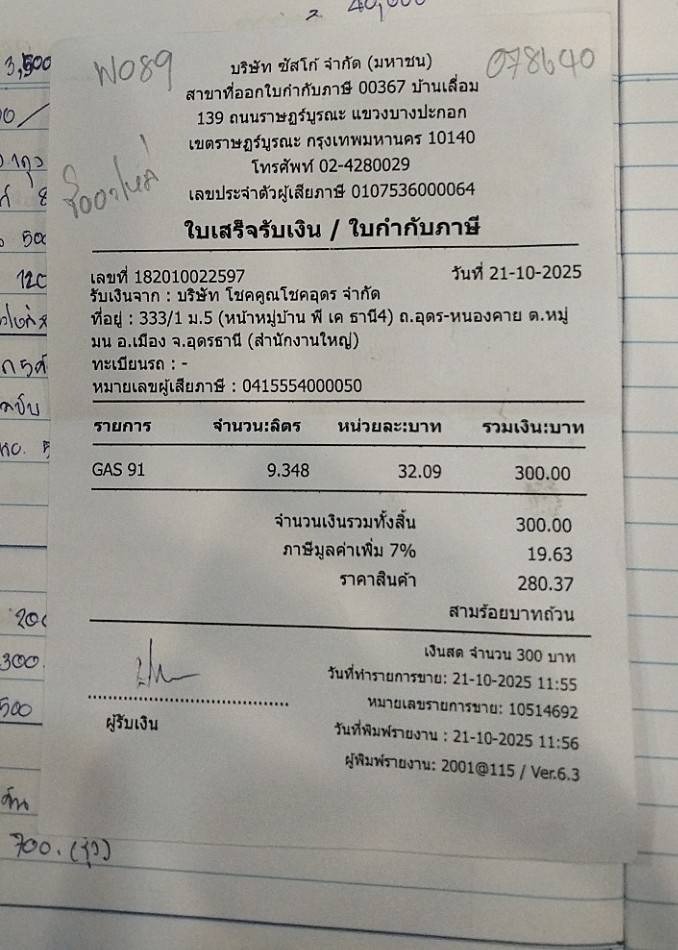 2 40,000
3,500
W089
078640
บริษัท ซัสโก้ จำกัด (มหาชน)
สาขาที่ออกใบกำกับภาษี 00367 บ้านเลื่อม
139 ถนนราษฎร์บูรณะ แขวงบางปะกอก
เขตราษฎร์บูรณะ กรุงเทพมหานคร 10140
โทรศัพท์ 02-4280029
เลขประจำตัวผู้เสียภาษี 0107536000064
ใบเสร็จรับเงิน / ใบกำกับภาษี
เลขที่ 182010022597 วันที่ 21-10-2025
รับเงินจาก : บริษัท โชคคูณโชคอุดร จำกัด
ที่อยู่ : 333/1 ม.5 (หน้าหมู่บ้าน พี เค ธานี4) ถ.อุดร-หนองคาย ต.หมู
มน อ.เมือง จ.อุดรธานี (สำนักงานใหญ่)
ทะเบียนรถ : -
หมายเลขผู้เสียภาษี : 0415554000050
รายการ จำนวน:ลิตร หน่วยละ:บาท รวมเงิน:บาท
GAS 91 9.348 32.09 300.00
จำนวนเงินรวมทั้งสิ้น 300.00
ภาษีมูลค่าเพิ่ม 7% 19.63
ราคาสินค้า 280.37
สามร้อยบาทถ้วน
เงินสด จำนวน 300 บาท
วันที่ทำรายการขาย: 21-10-2025 11:55
หมายเลขรายการขาย: 10514692
วันที่พิมพ์รายงาน : 21-10-2025 11:56
ผู้พิมพ์รายงาน: 2001@115 / Ver.6.3
ผู้รับเงิน
300.
500
700.